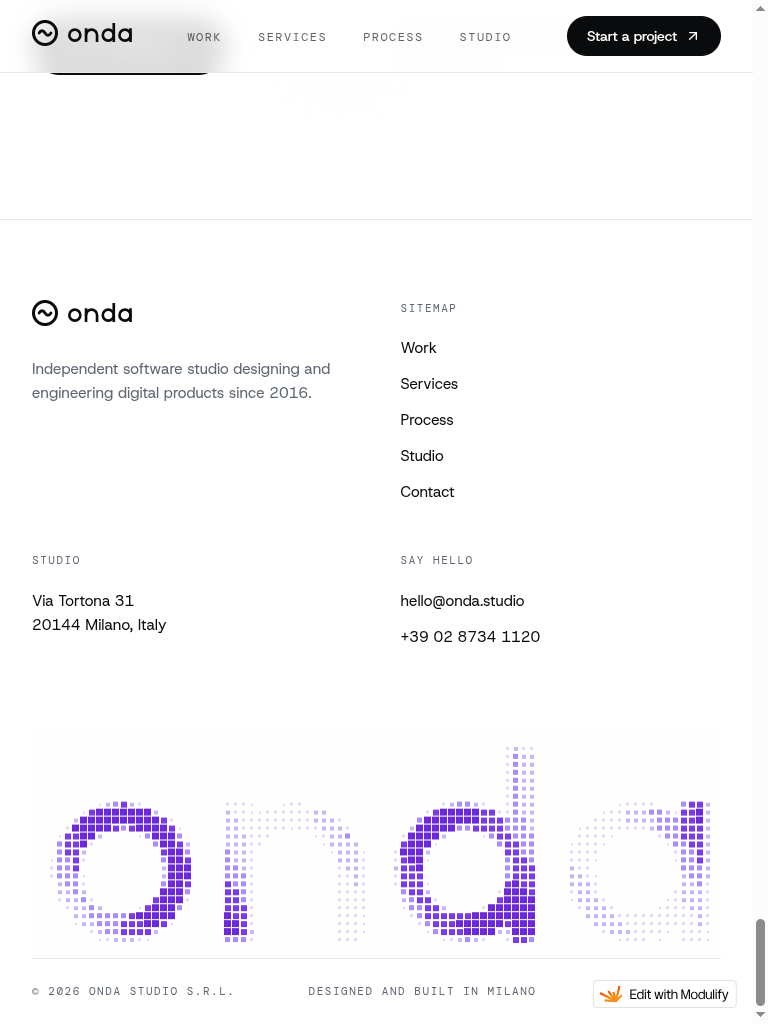 onda
WORK
SERVICES
PROCESS
STUDIO
Start a project
onda
Independent software studio designing and
engineering digital products since 2016.
SITEMAP
Work
Services
Process
Studio
Contact
STUDIO
Via Tortona 31
20144 Milano, Italy
SAY HELLO
hello@onda.studio
+39 02 8734 1120
onda
© 2026 ONDA STUDIO S.R.L.
DESIGNED AND BUILT IN MILANO
Edit with Modulify